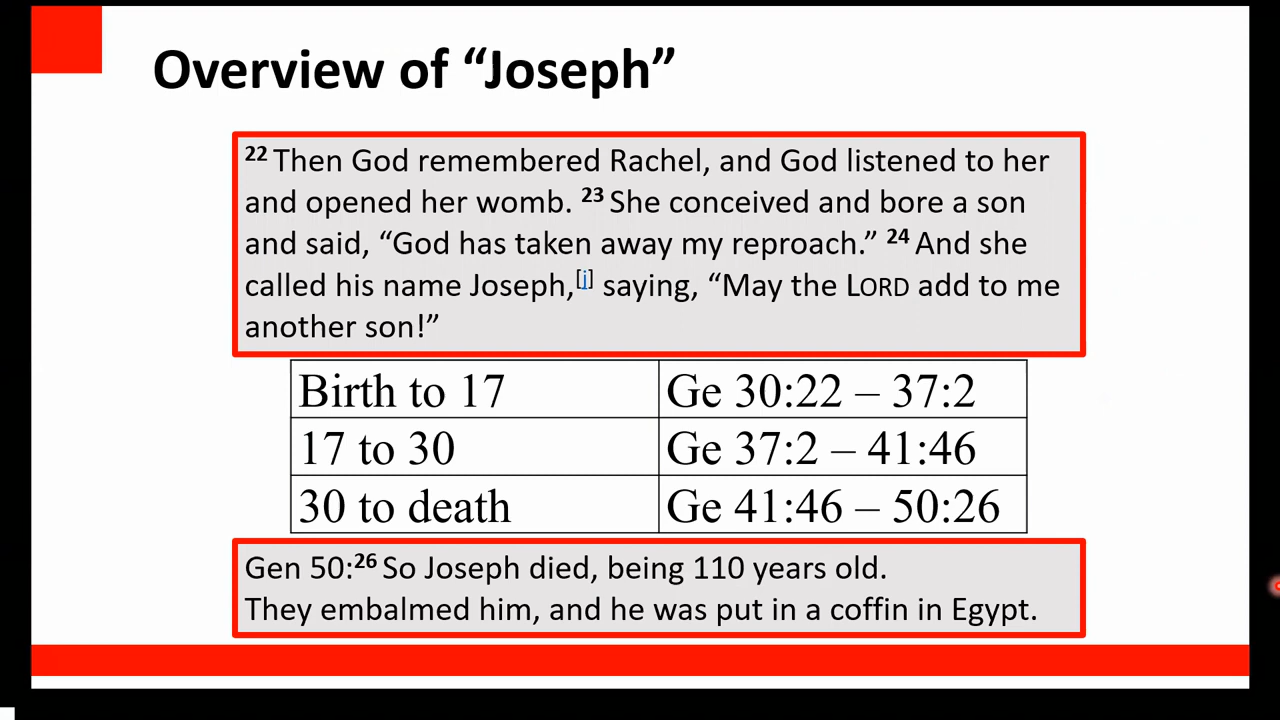 Overview of “Joseph”
22 Then God remembered Rachel, and God listened to her
and opened her womb. 23 She conceived and bore a son
and said, “God has taken away my reproach.” 24 And she
called his name Joseph,[j] saying, “May the LORD add to me
another son!”
Birth to 17 Ge 30:22 – 37:2
17 to 30 Ge 37:2 – 41:46
30 to death Ge 41:46 – 50:26
Gen 50:26 So Joseph died, being 110 years old.
They embalmed him, and he was put in a coffin in Egypt.